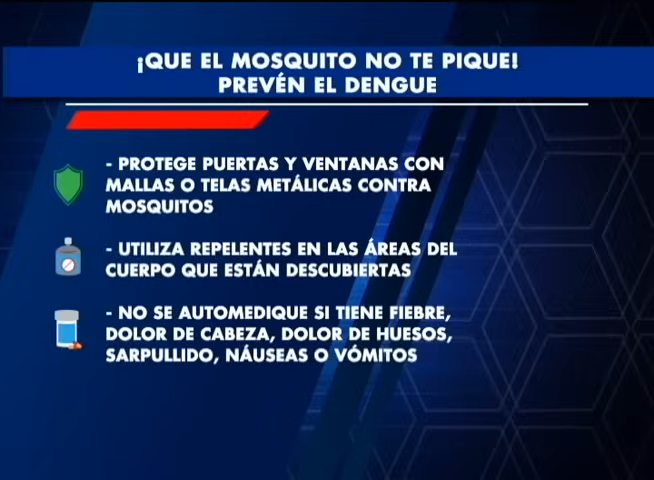 ¡QUE EL MOSQUITO NO TE PIQUE!
PREVÉN EL DENGUE
- PROTEGE PUERTAS Y VENTANAS CON
MALLAS O TELAS METÁLICAS CONTRA
MOSQUITOS
- UTILIZA REPELENTES EN LAS ÁREAS DEL
CUERPO QUE ESTÁN DESCUBIERTAS
- NO SE AUTOMEDIQUE SI TIENE FIEBRE,
DOLOR DE CABEZA, DOLOR DE HUESOS,
SARPULLIDO, NÁUSEAS O VÓMITOS